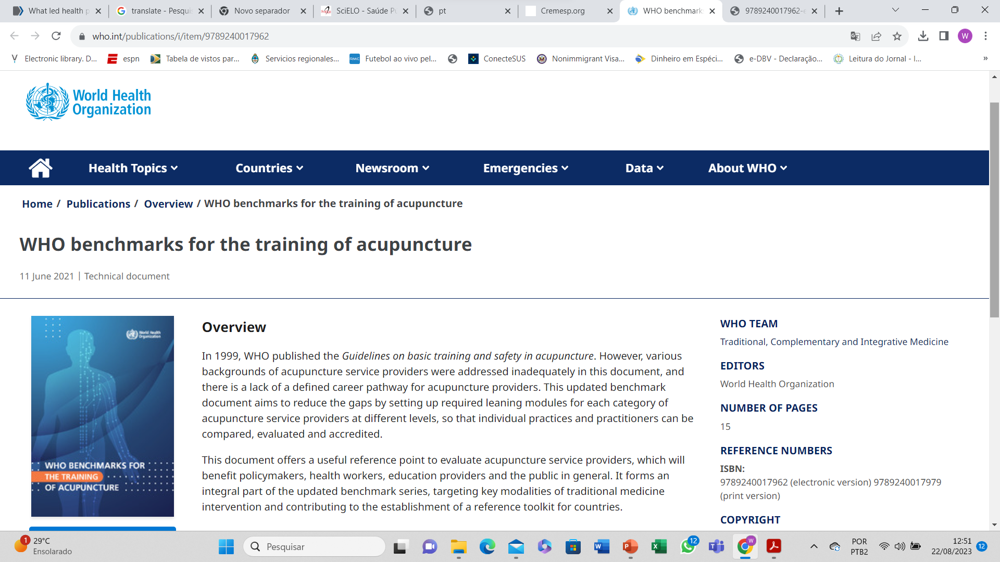 What led health p
translate - Pesquis
Novo separador
SciELO - Saúde Pú
pt
Cremesp.org
WHO benchmark
9789240017962-e
who.int/publications/i/item/9789240017962
W
Electronic library. D...
espn
Tabela de vistos par...
Servicios regionales...
RMC
Futebol ao vivo pel...
ConecteSUS
Nonimmigrant Visa...
Dinheiro em Espéci...
e-DBV - Declaração...
Leitura do Jornal - I...
»
World Health
Organization
Health Topics
Countries
Newsroom
Emergencies
Data
About WHO
Home / Publications / Overview / WHO benchmarks for the training of acupuncture
WHO benchmarks for the training of acupuncture
11 June 2021 | Technical document
World Health
Organization
WHO BENCHMARKS FOR
THE TRAINING
OF ACUPUNCTURE
Overview
In 1999, WHO published the Guidelines on basic training and safety in acupuncture. However, various
backgrounds of acupuncture service providers were addressed inadequately in this document, and
there is a lack of a defined career pathway for acupuncture providers. This updated benchmark
document aims to reduce the gaps by setting up required leaning modules for each category of
acupuncture service providers at different levels, so that individual practices and practitioners can be
compared, evaluated and accredited.
This document offers a useful reference point to evaluate acupuncture service providers, which will
benefit policymakers, health workers, education providers and the public in general. It forms an
integral part of the updated benchmark series, targeting key modalities of traditional medicine
intervention and contributing to the establishment of a reference toolkit for countries.
WHO TEAM
Traditional, Complementary and Integrative Medicine
EDITORS
World Health Organization
NUMBER OF PAGES
15
REFERENCE NUMBERS
ISBN:
9789240017962 (electronic version) 9789240017979
(print version)
COPYRIGHT
1
29°C
Ensolarado
Pesquisar
W
P
X
12
W
POR
PTB2
12:51
22/08/2023
12